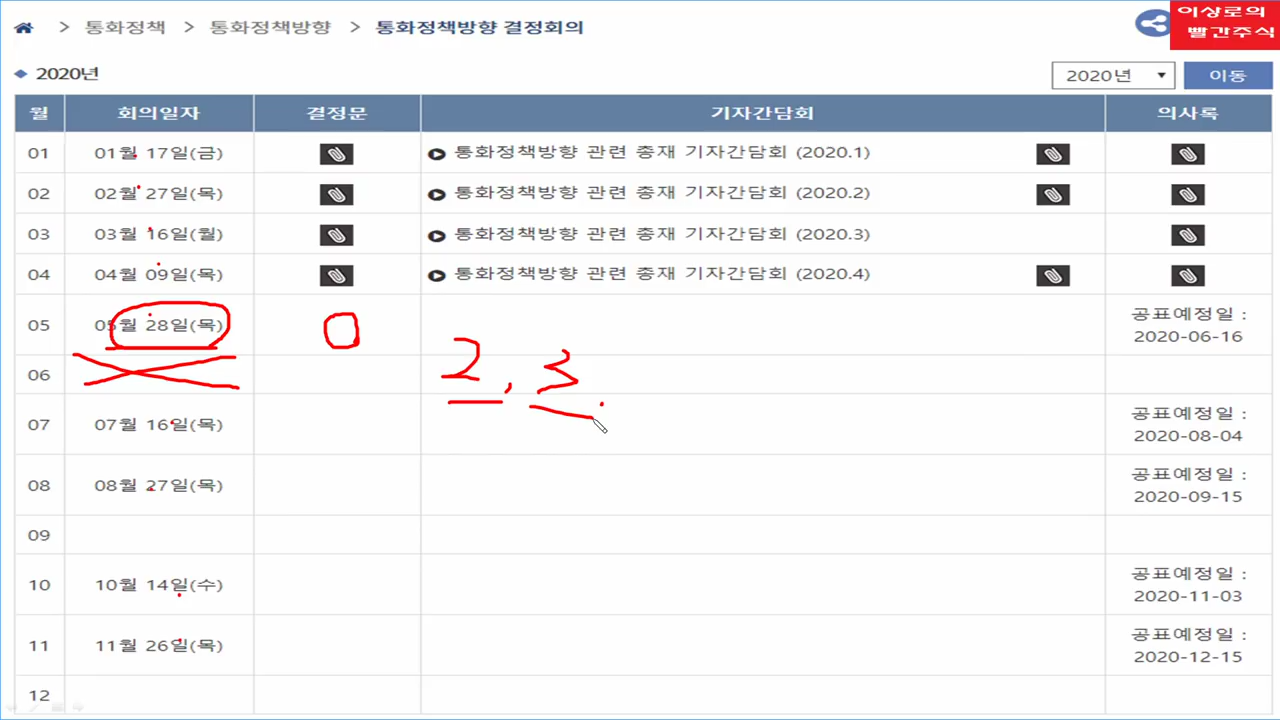 > 통화정책 > 통화정책방향 > 통화정책방향 결정회의
이상로의
빨간주식
2020년
2020년 이동
월 회의일자 결정문 기자간담회 의사록
01 01월 17일(금) 통화정책방향 관련 총재 기자간담회 (2020.1)
02 02월 27일(목) 통화정책방향 관련 총재 기자간담회 (2020.2)
03 03월 16일(월) 통화정책방향 관련 총재 기자간담회 (2020.3)
04 04월 09일(목) 통화정책방향 관련 총재 기자간담회 (2020.4)
05 05월 28일(목) 0 공표예정일 :
2020-06-16
2, 3.
06
07 07월 16일(목) 공표예정일 :
2020-08-04
08 08월 27일(목) 공표예정일 :
2020-09-15
09
10 10월 14일(수) 공표예정일 :
2020-11-03
11 11월 26일(목) 공표예정일 :
2020-12-15
12